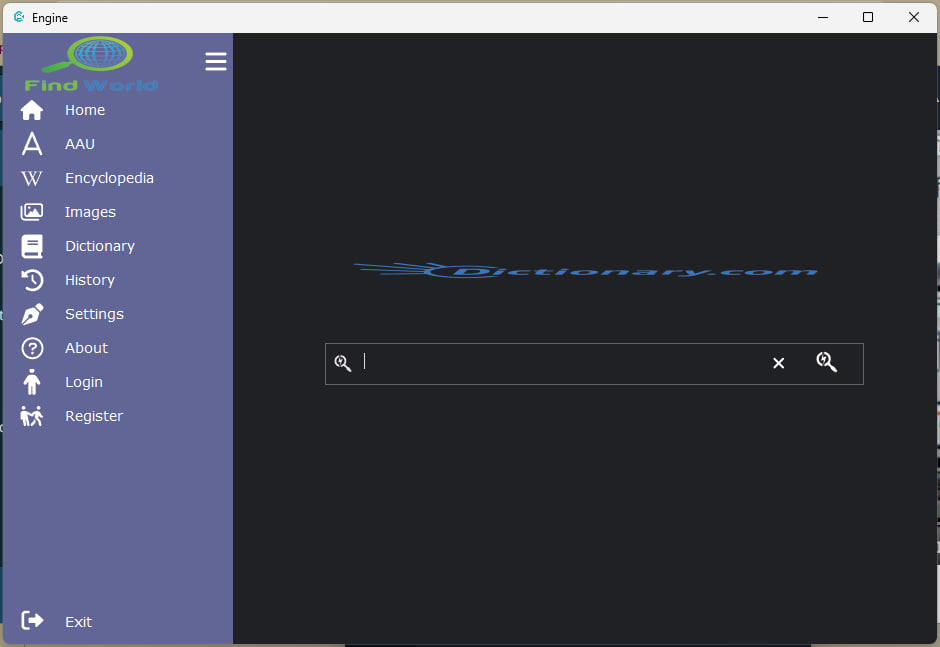 Engine
Find World
Home
AAU
Encyclopedia
Images
Dictionary
History
Settings
About
Login
Register
Exit
Dictionary.com